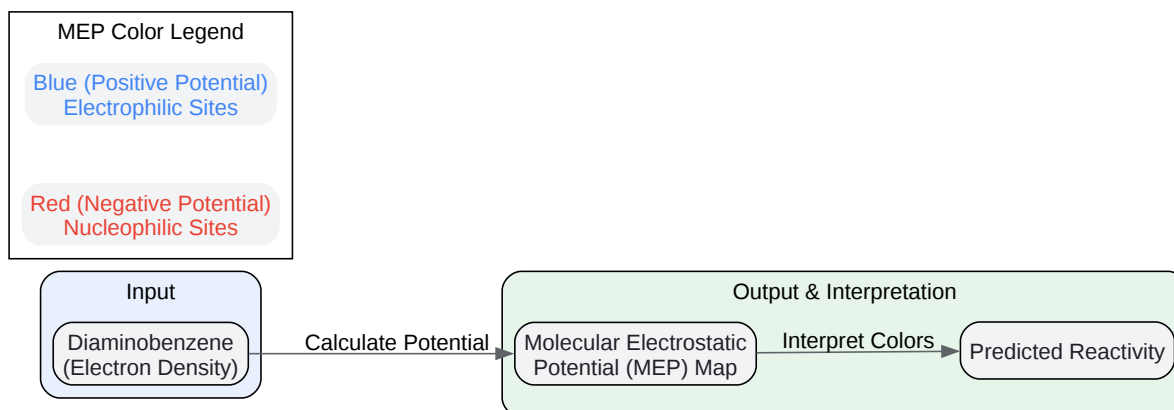 MEP Color Legend
Blue (Positive Potential)
Electrophilic Sites
Red (Negative Potential)
Nucleophilic Sites
Input
Diaminobenzene
(Electron Density)
Calculate Potential
Output & Interpretation
Molecular Electrostatic
Potential (MEP) Map
Interpret Colors
Predicted Reactivity